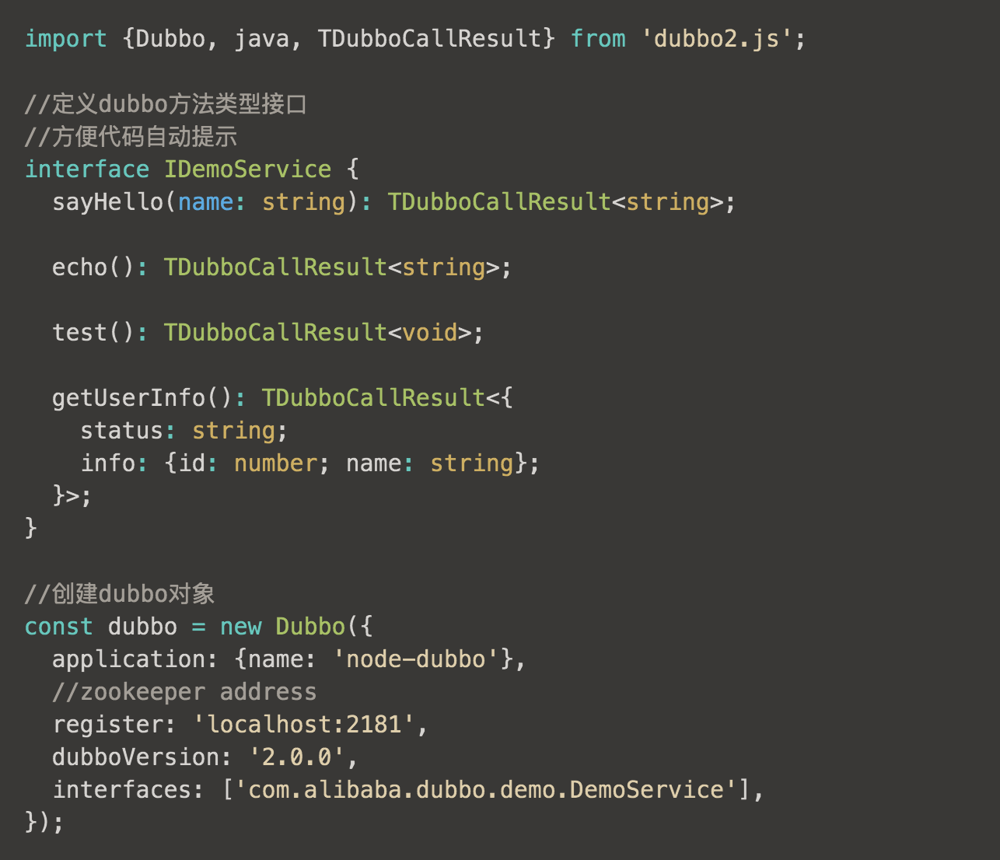 import {Dubbo, java, TDubboCallResult} from 'dubbo2.js';
//定义dubbo方法类型接口
//方便代码自动提示
interface IDemoService {
  sayHello(name: string): TDubboCallResult<string>;
  echo(): TDubboCallResult<string>;
  test(): TDubboCallResult<void>;
  getUserInfo(): TDubboCallResult<{
    status: string;
    info: {id: number; name: string};
  }>;
}
//创建dubbo对象
const dubbo = new Dubbo({
  application: {name: 'node-dubbo'},
  //zookeeper address
  register: 'localhost:2181',
  dubboVersion: '2.0.0',
  interfaces: ['com.alibaba.dubbo.demo.DemoService'],
});